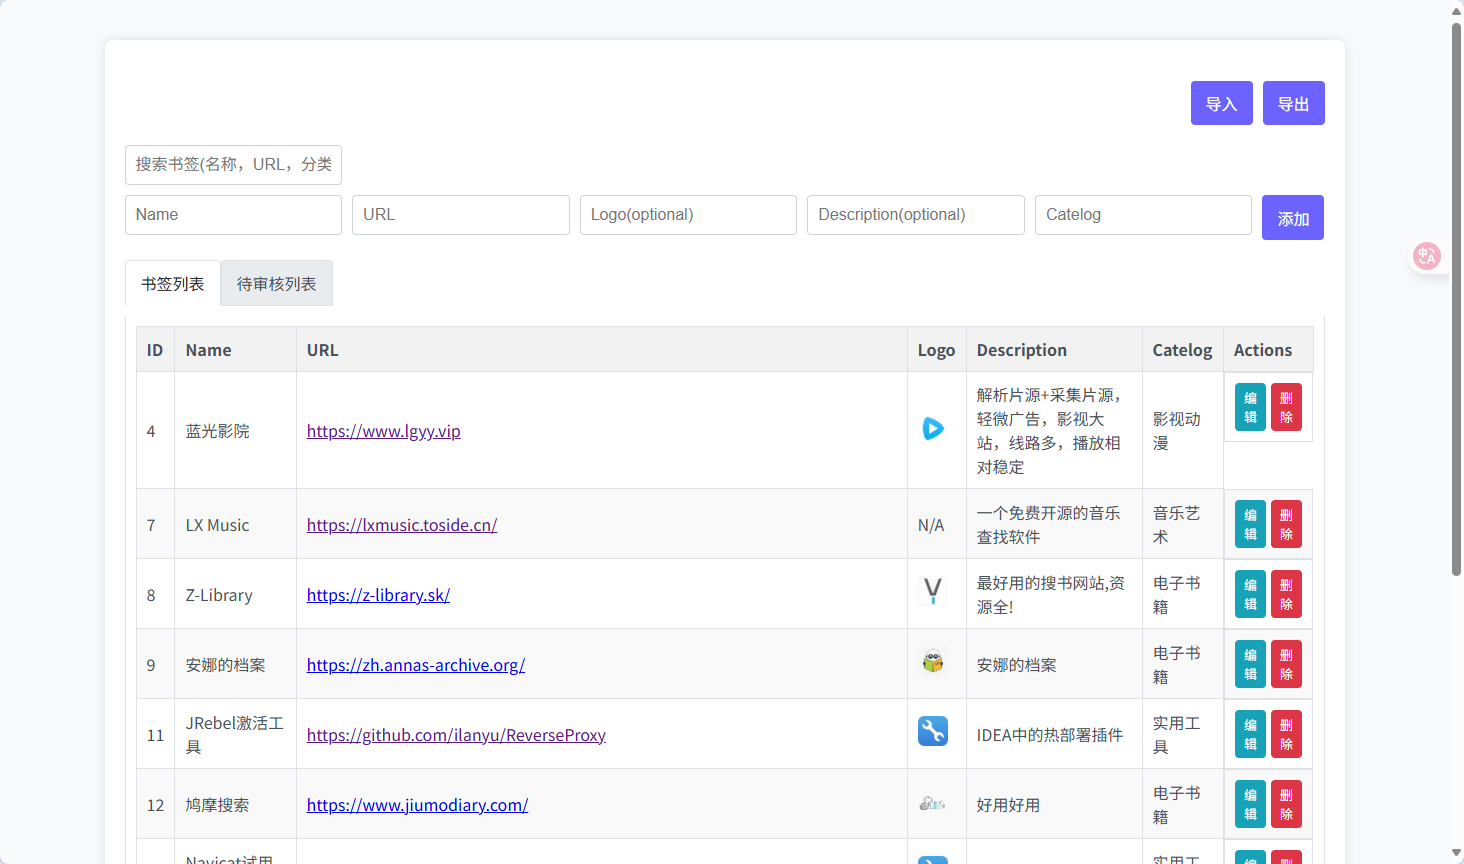 导入
导出
搜索书签(名称，URL，分类
Name
URL
Logo(optional)
Description(optional)
Catelog
添加
书签列表
待审核列表
ID Name URL Logo Description Catelog Actions
4 蓝光影院 https://www.lgyy.vip 解析片源+采集片源，
轻微广告，影视大
站，线路多，播放相
对稳定
影视动
漫
编
辑
删
除
7 LX Music https://lxmusic.toside.cn/ N/A 一个免费开源的音乐
查找软件
音乐艺
术
编
辑
删
除
8 Z-Library https://z-library.sk/ 最好用的搜书网站,资
源全!
电子书
籍
编
辑
删
除
9 安娜的档案 https://zh.annas-archive.org/ 安娜的档案
电子书
籍
编
辑
删
除
11 JRebel激活工
具
https://github.com/ilanyu/ReverseProxy IDEA中的热部署插件
实用工
具
编
辑
删
除
12 鸠摩搜索 https://www.jiumodiary.com/ 好用好用
电子书
籍
编
辑
删
除
Navicat试用
实用工
编
删